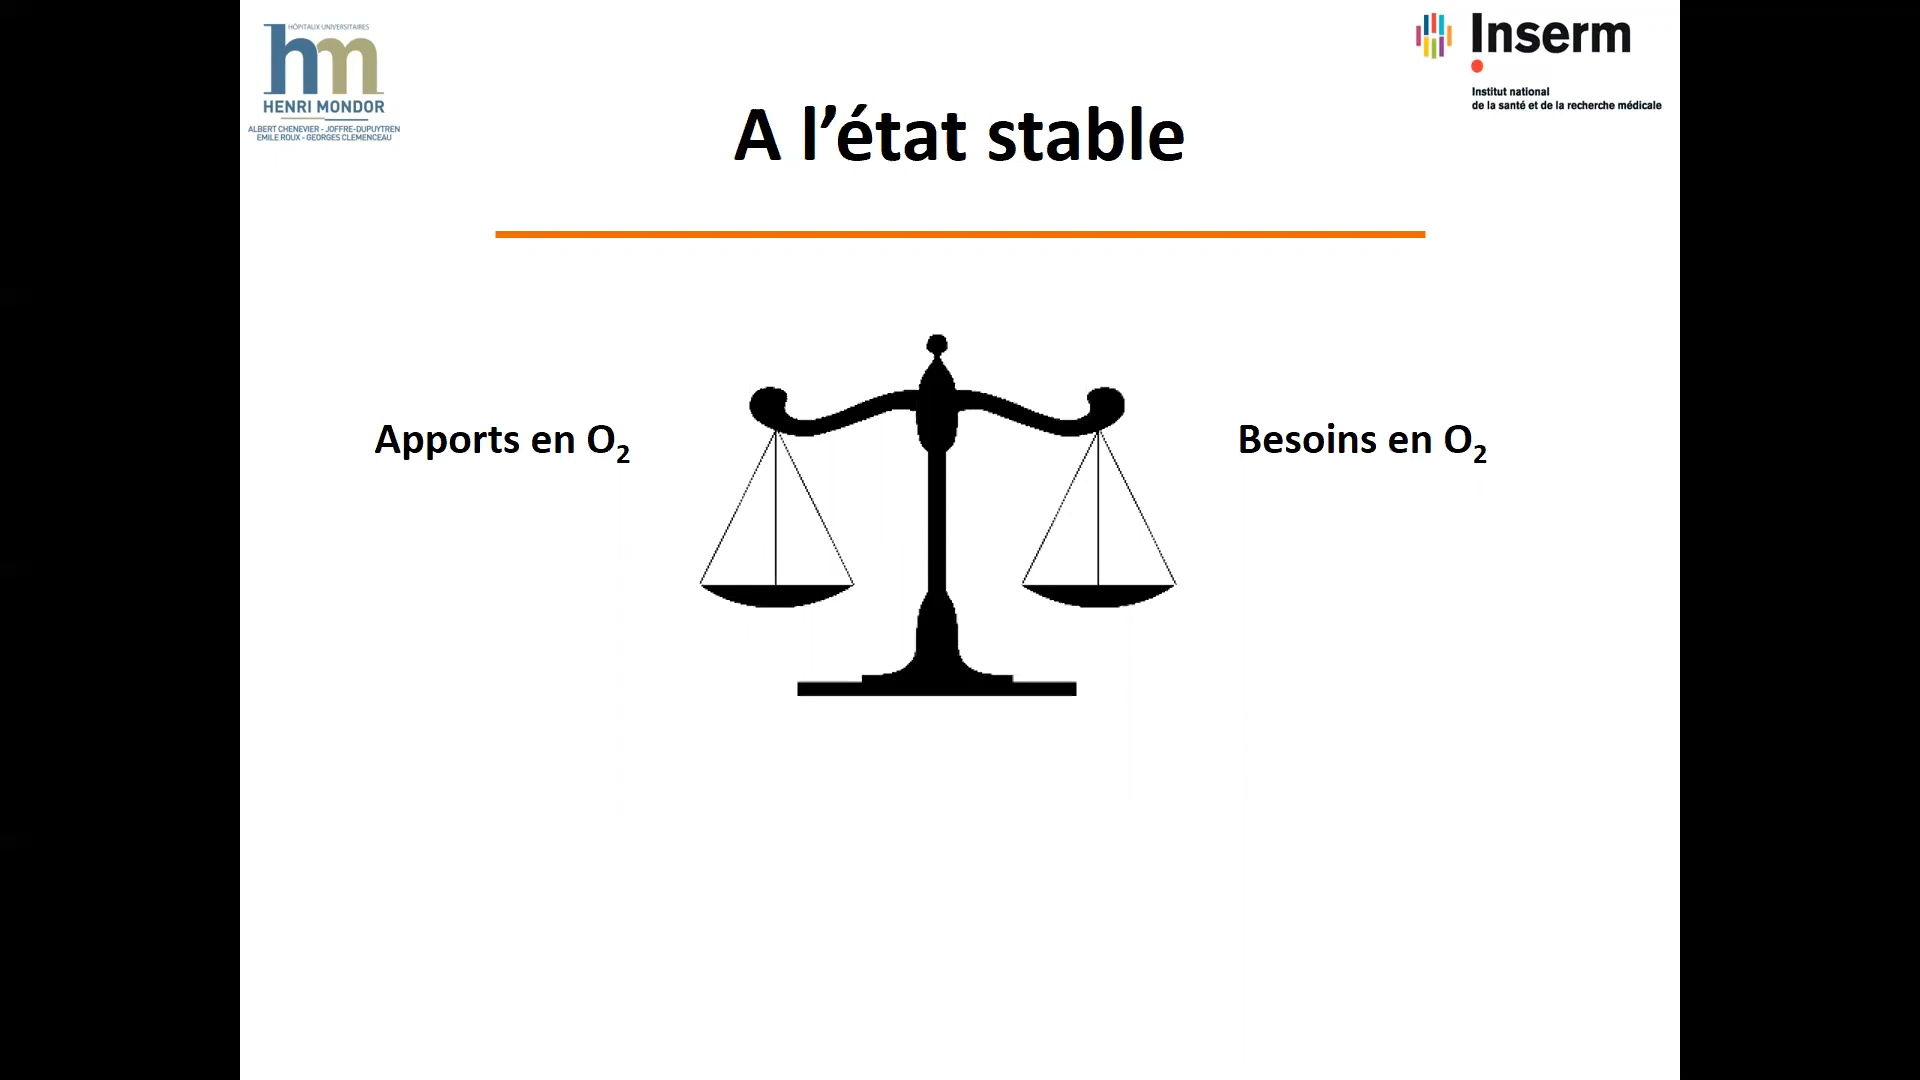 HÔPITAUX UNIVERSITAIRES
hm
HENRI MONDOR
ALBERT CHENEVIER - JOFFRE-DUPUYTREN
EMILE ROUX - GEORGES CLEMENCEAU
Inserm
Institut national
de la santé et de la recherche médicale
A l’état stable
Apports en O₂
Besoins en O₂